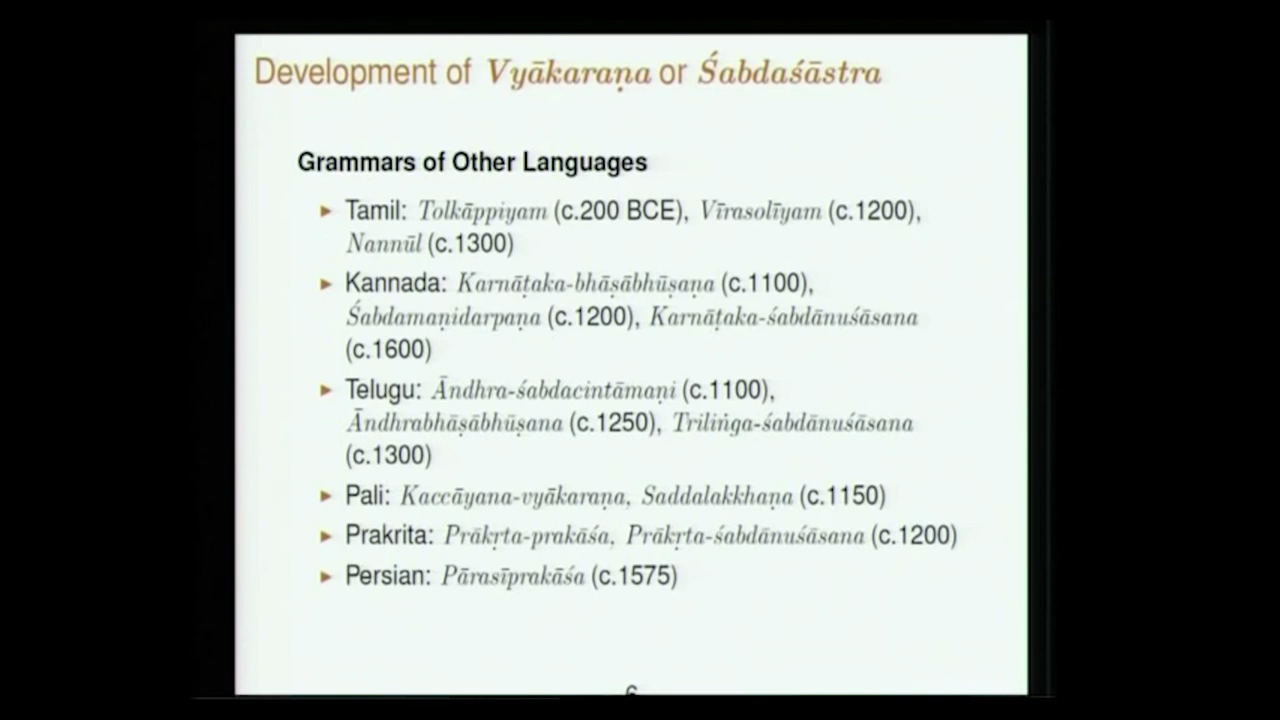 Development of Vyākaraṇa or Śabdaśāstra
Grammars of Other Languages
▸ Tamil: Tolkāppiyam (c.200 BCE), Vīrasolīyam (c.1200),
Nannūl (c.1300)
▸ Kannada: Karnāṭaka-bhāṣābhūṣaṇa (c.1100),
Śabdamaṇidarpaṇa (c.1200), Karnāṭaka-śabdānuśāsana
(c.1600)
▸ Telugu: Āndhra-śabdacintāmaṇi (c.1100),
Āndhrabhāṣābhūṣana (c.1250), Triliṅga-śabdānuśāsana
(c.1300)
▸ Pali: Kaccāyana-vyākaraṇa, Saddalakkhaṇa (c.1150)
▸ Prakrita: Prākṛta-prakāśa, Prākṛta-śabdānuśāsana (c.1200)
▸ Persian: Pārasīprakāśa (c.1575)
6